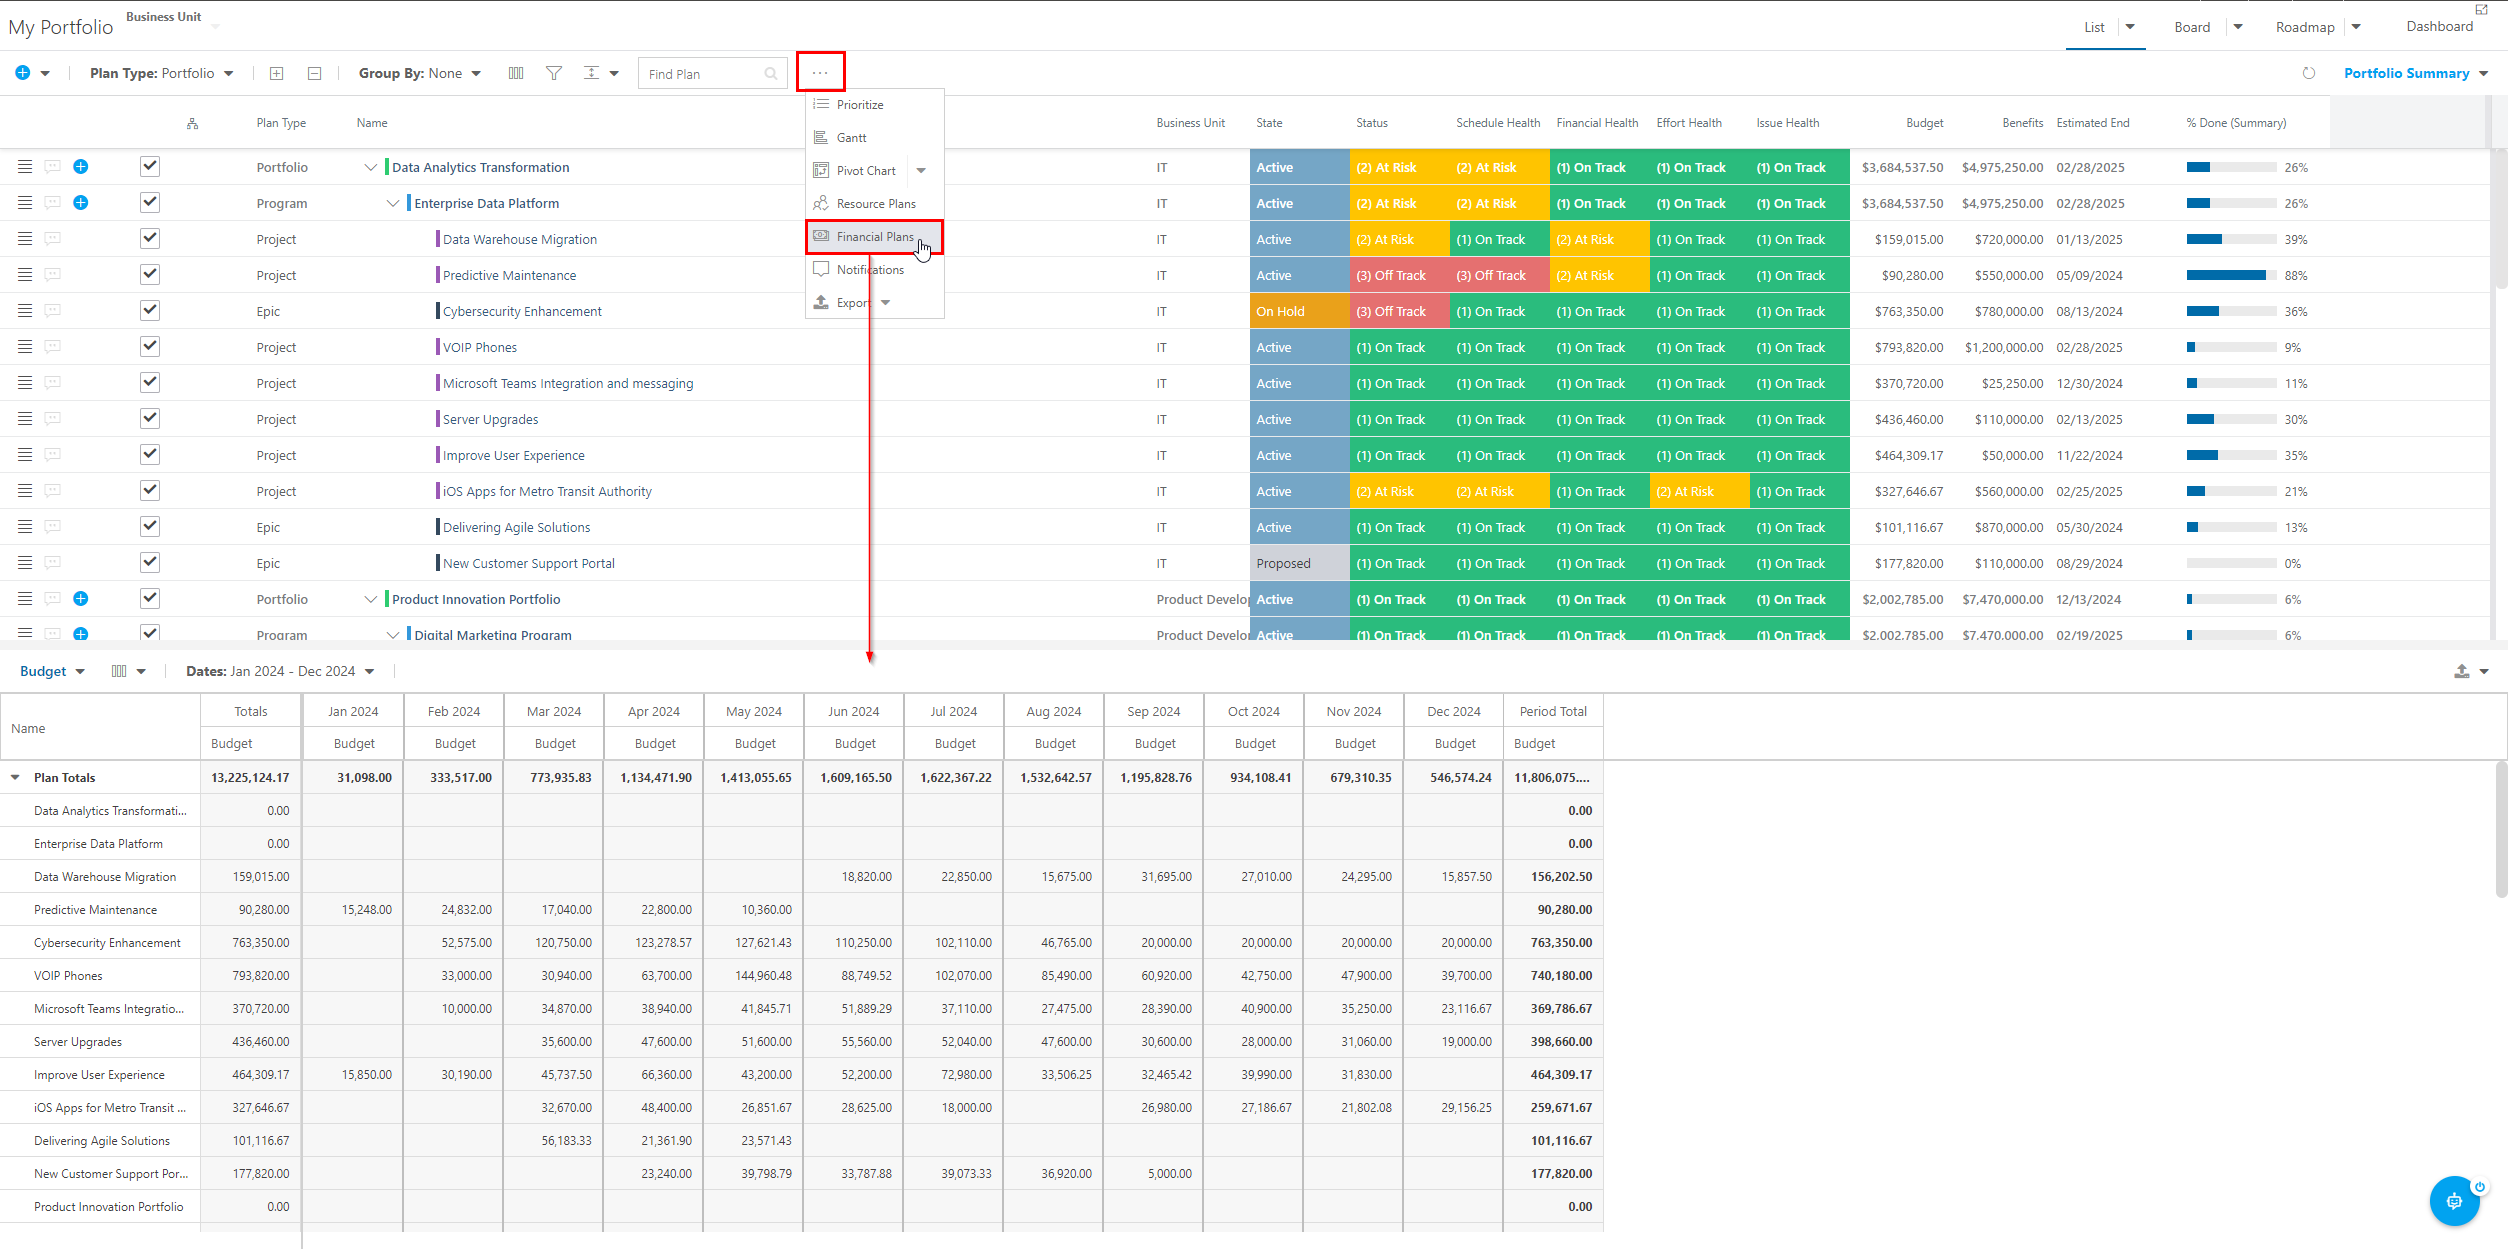 My Portfolio
Business Unit
List
Board
Roadmap
Dashboard
Plan Type: Portfolio
Group By: None
Find Plan
...
Portfolio Summary
Plan Type Name Business Unit State Status Schedule Health Financial Health Effort Health Issue Health Budget Benefits Estimated End % Done (Summary)
Prioritize
Gantt
Pivot Chart
Resource Plans
Financial Plans
Notifications
Export
Portfolio Data Analytics Transformation IT Active (2) At Risk (2) At Risk (1) On Track (1) On Track (1) On Track $3,684,537.50 $4,975,250.00 02/28/2025 26%
Program Enterprise Data Platform IT Active (2) At Risk (2) At Risk (1) On Track (1) On Track (1) On Track $3,684,537.50 $4,975,250.00 02/28/2025 26%
Project Data Warehouse Migration IT Active (2) At Risk (1) On Track (2) At Risk (1) On Track (1) On Track $159,015.00 $720,000.00 01/13/2025 39%
Project Predictive Maintenance IT Active (3) Off Track (3) Off Track (2) At Risk (1) On Track (1) On Track $90,280.00 $550,000.00 05/09/2024 88%
Epic Cybersecurity Enhancement IT On Hold (3) Off Track (1) On Track (1) On Track (1) On Track (1) On Track $763,350.00 $780,000.00 08/13/2024 36%
Project VOIP Phones IT Active (1) On Track (1) On Track (1) On Track (1) On Track (1) On Track $793,820.00 $1,200,000.00 02/28/2025 9%
Project Microsoft Teams Integration and messaging IT Active (1) On Track (1) On Track (1) On Track (1) On Track (1) On Track $370,720.00 $25,250.00 12/30/2024 11%
Project Server Upgrades IT Active (1) On Track (1) On Track (1) On Track (1) On Track (1) On Track $436,460.00 $110,000.00 02/13/2025 30%
Project Improve User Experience IT Active (1) On Track (1) On Track (1) On Track (1) On Track (1) On Track $464,309.17 $50,000.00 11/22/2024 35%
Project iOS Apps for Metro Transit Authority IT Active (2) At Risk (2) At Risk (1) On Track (2) At Risk (1) On Track $327,646.67 $560,000.00 02/25/2025 21%
Epic Delivering Agile Solutions IT Active (1) On Track (1) On Track (1) On Track (1) On Track (1) On Track $101,116.67 $870,000.00 05/30/2024 13%
Epic New Customer Support Portal IT Proposed (1) On Track (1) On Track (1) On Track (1) On Track (1) On Track $177,820.00 $110,000.00 08/29/2024 0%
Portfolio Product Innovation Portfolio Product Develo Active (1) On Track (1) On Track (1) On Track (1) On Track (1) On Track $2,002,785.00 $7,470,000.00 12/13/2024 6%
Program Digital Marketing Program Product Develo Active (1) On Track (1) On Track (1) On Track (1) On Track (1) On Track $2,002,785.00 $7,470,000.00 02/19/2025 6%
Budget
Dates: Jan 2024 - Dec 2024
Name
Totals Jan 2024 Feb 2024 Mar 2024 Apr 2024 May 2024 Jun 2024 Jul 2024 Aug 2024 Sep 2024 Oct 2024 Nov 2024 Dec 2024 Period Total
Budget Budget Budget Budget Budget Budget Budget Budget Budget Budget Budget Budget Budget Budget
Plan Totals 13,225,124.17 31,098.00 333,517.00 773,935.83 1,134,471.90 1,413,055.65 1,609,165.50 1,622,367.22 1,532,642.57 1,195,828.76 934,108.41 679,310.35 546,574.24 11,806,075....
Data Analytics Transformati... 0.00 0.00
Enterprise Data Platform 0.00 0.00
Data Warehouse Migration 159,015.00 18,820.00 22,850.00 15,675.00 31,695.00 27,010.00 24,295.00 15,857.50 156,202.50
Predictive Maintenance 90,280.00 15,248.00 24,832.00 17,040.00 22,800.00 10,360.00 90,280.00
Cybersecurity Enhancement 763,350.00 52,575.00 120,750.00 123,278.57 127,621.43 110,250.00 102,110.00 46,765.00 20,000.00 20,000.00 20,000.00 20,000.00 763,350.00
VOIP Phones 793,820.00 33,000.00 30,940.00 63,700.00 144,960.48 88,749.52 102,070.00 85,490.00 60,920.00 42,750.00 47,900.00 39,700.00 740,180.00
Microsoft Teams Integratio... 370,720.00 10,000.00 34,870.00 38,940.00 41,845.71 51,889.29 37,110.00 27,475.00 28,390.00 40,900.00 35,250.00 23,116.67 369,786.67
Server Upgrades 436,460.00 35,600.00 47,600.00 51,600.00 55,560.00 52,040.00 47,600.00 30,600.00 28,000.00 31,060.00 19,000.00 398,660.00
Improve User Experience 464,309.17 15,850.00 30,190.00 45,737.50 66,360.00 43,200.00 52,200.00 72,980.00 33,506.25 32,465.42 39,990.00 31,830.00 464,309.17
iOS Apps for Metro Transit ... 327,646.67 32,670.00 48,400.00 26,851.67 28,625.00 18,000.00 26,980.00 27,186.67 21,802.08 29,156.25 259,671.67
Delivering Agile Solutions 101,116.67 56,183.33 21,361.90 23,571.43 101,116.67
New Customer Support Por... 177,820.00 23,240.00 39,798.79 33,787.88 39,073.33 36,920.00 5,000.00 177,820.00
Product Innovation Portfolio 0.00 0.00